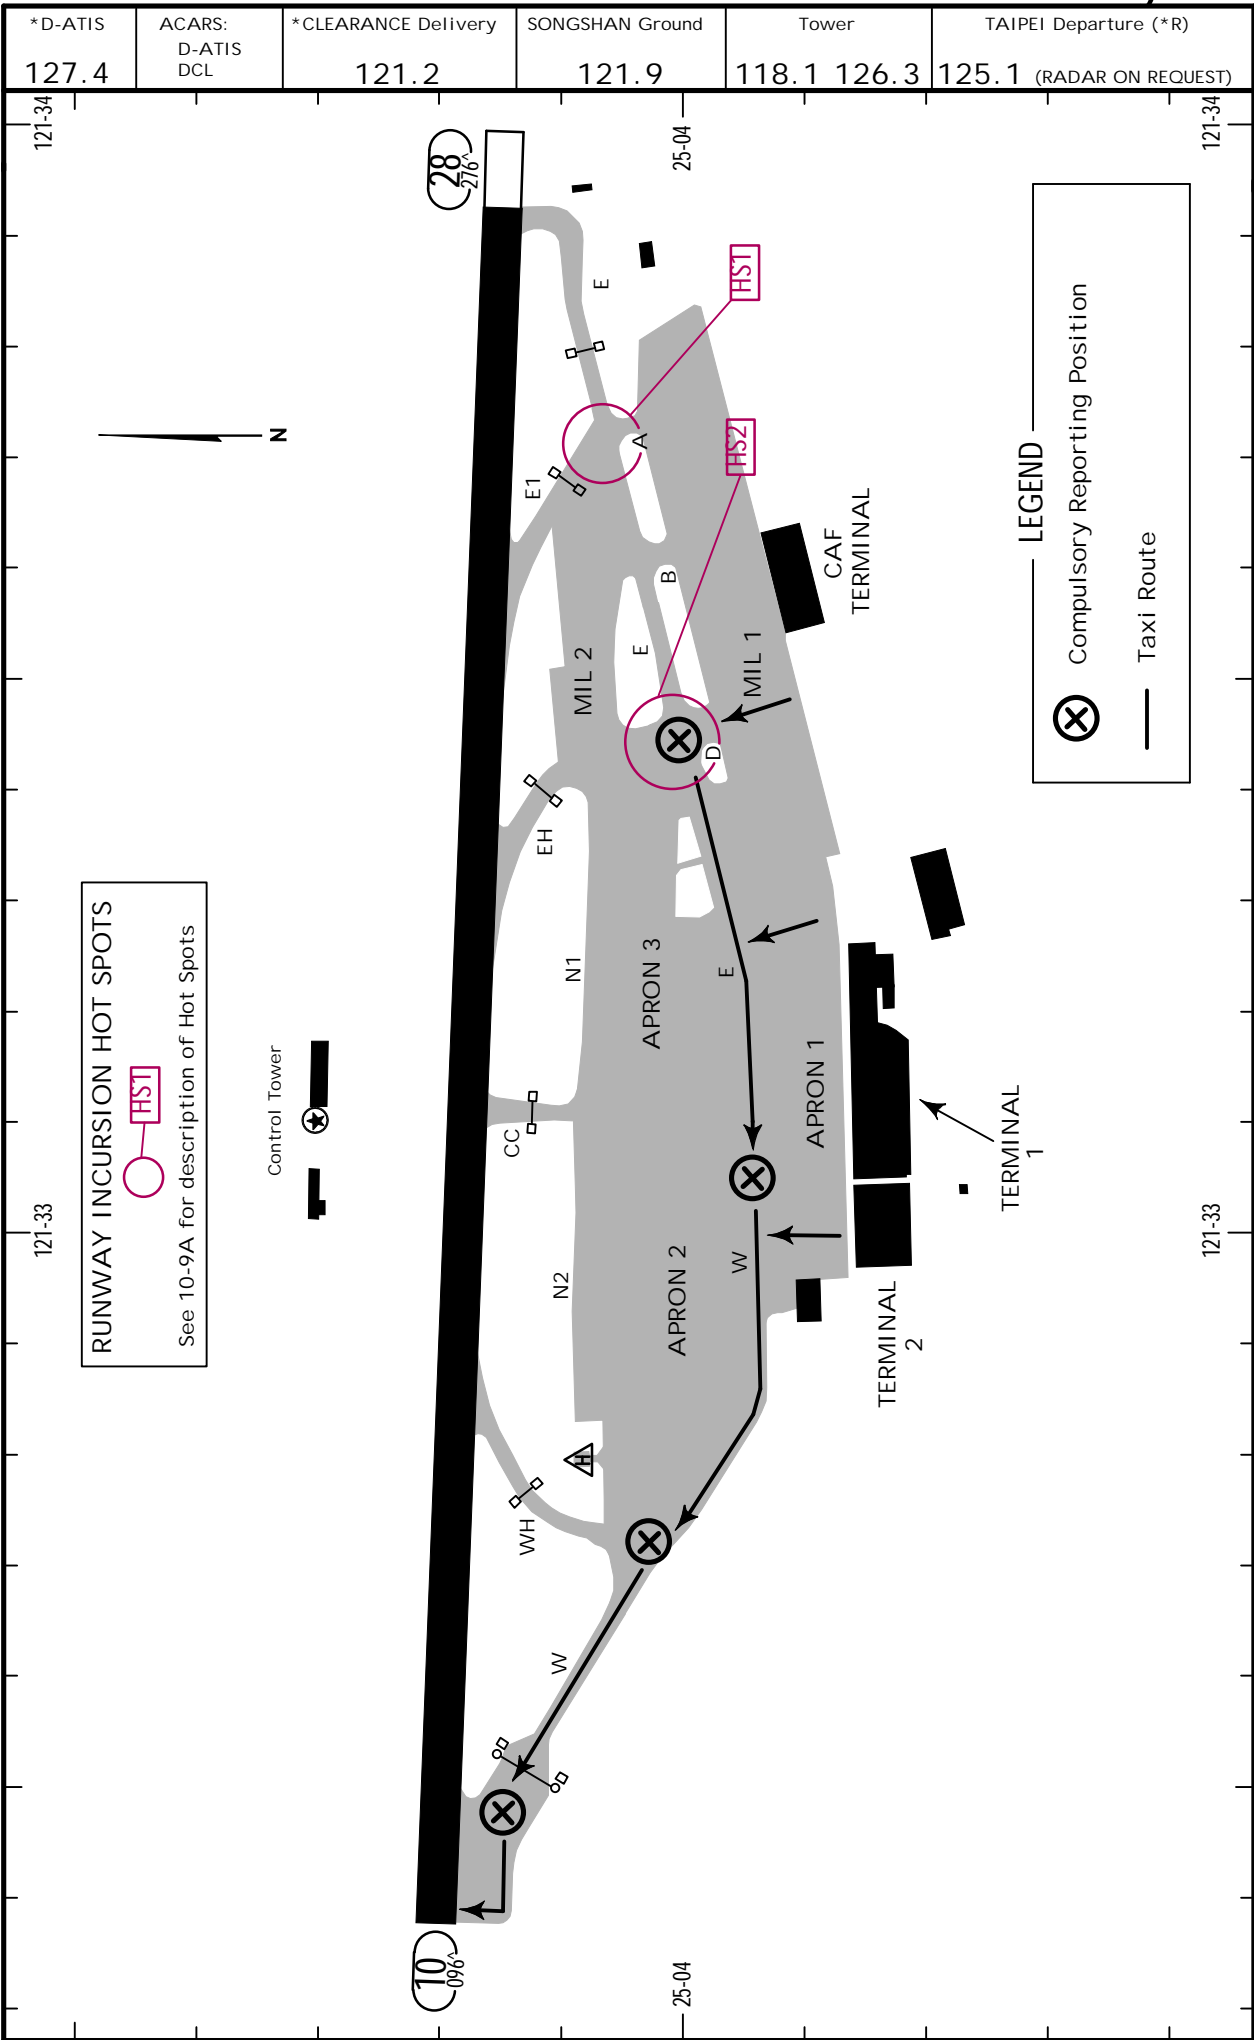 *D-ATIS
127.4
ACARS:
D-ATIS
DCL
*CLEARANCE Delivery
121.2
SONGSHAN Ground
121.9
Tower
118.1 126.3
TAIPEI Departure (*R)
125.1 (RADAR ON REQUEST)
121-34
25-04
121-34
28
276^
HS1
E
N
A
E1
HS2
CAF
TERMINAL
B
E
MIL 2
MIL 1
D
EH
LEGEND
Compulsory Reporting Position
Taxi Route
RUNWAY INCURSION HOT SPOTS
HS1
See 10-9A for description of Hot Spots
Control Tower
N1
APRON 3
E
CC
APRON 1
TERMINAL
1
121-33
121-33
N2
APRON 2
W
TERMINAL
2
H
WH
W
10
096^
25-04